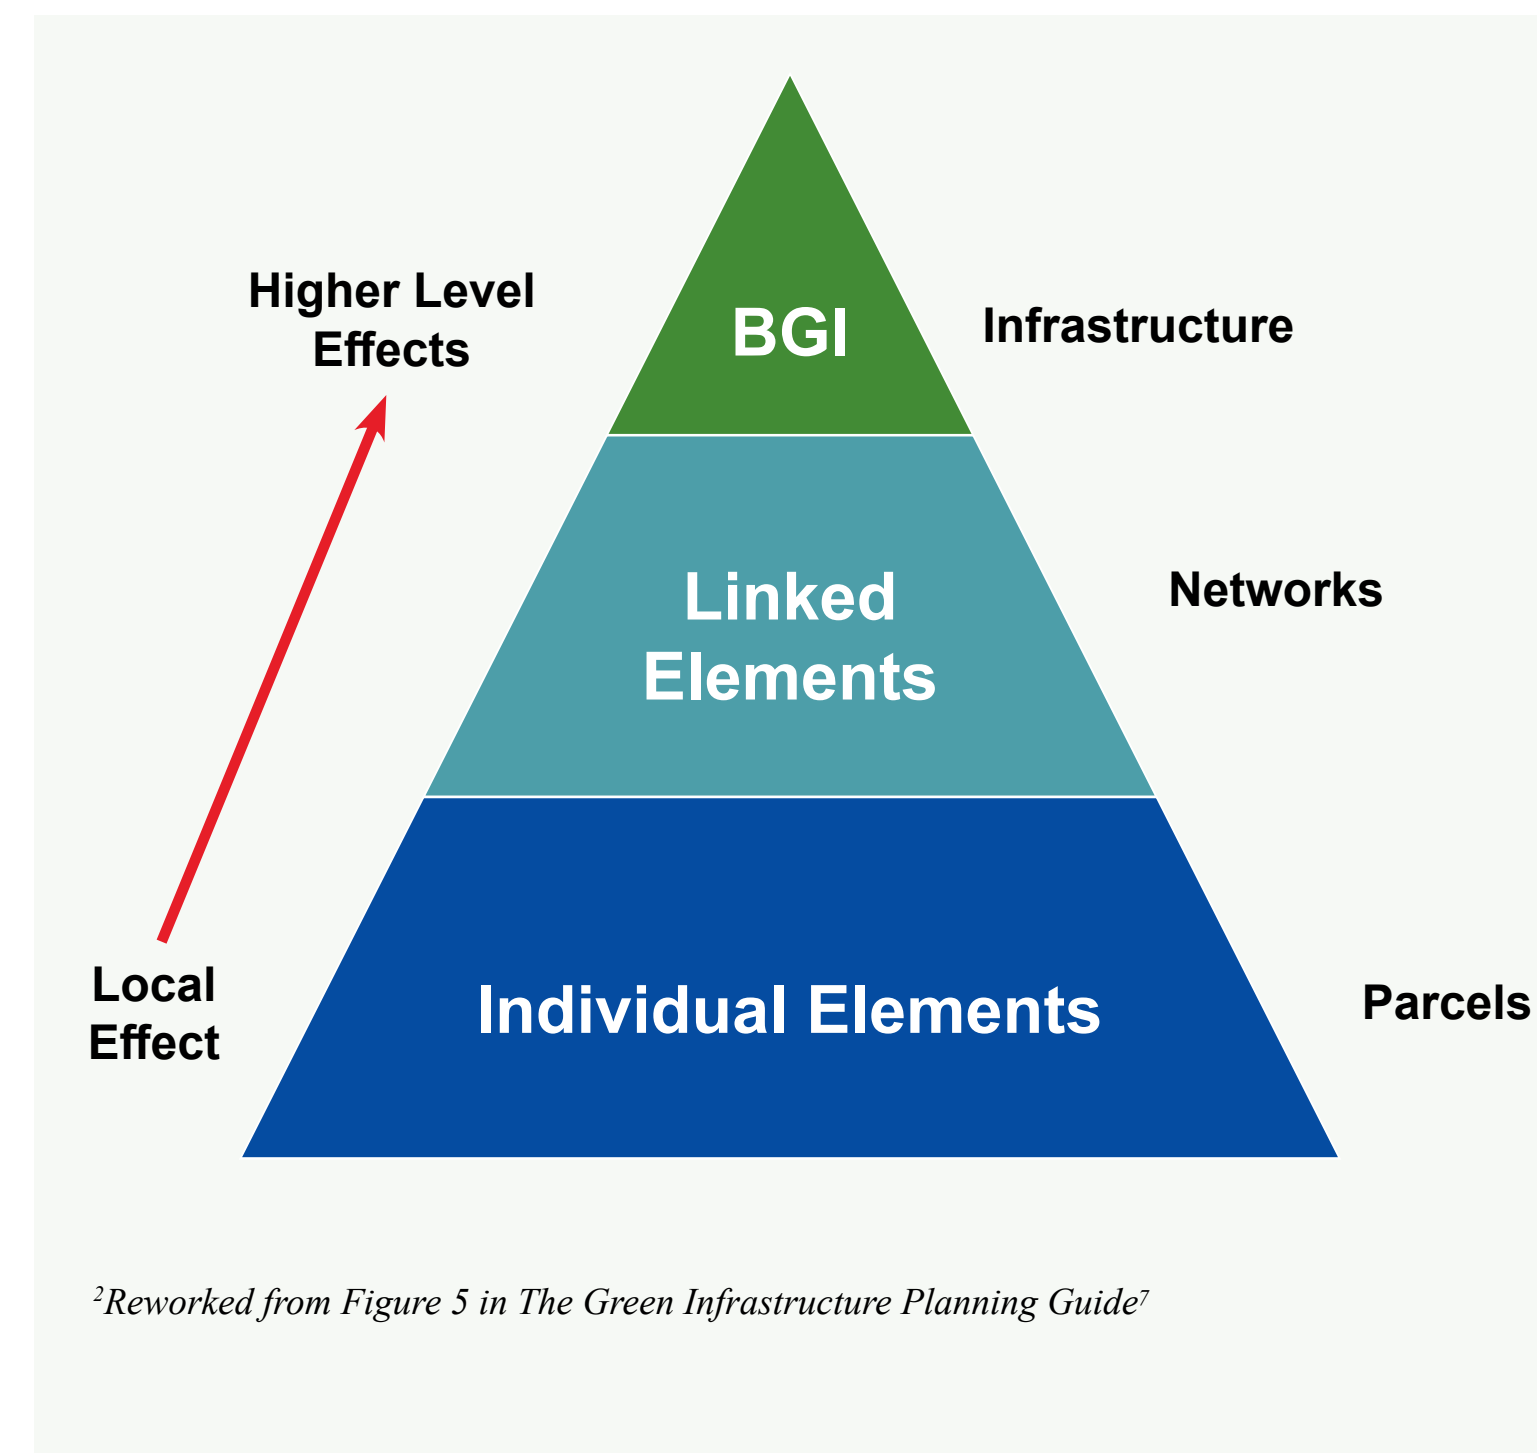 Higher Level
Effects
BGI
Infrastructure
Linked
Elements
Networks
Local
Effect
Individual Elements
Parcels
²Reworked from Figure 5 in The Green Infrastructure Planning Guide⁷